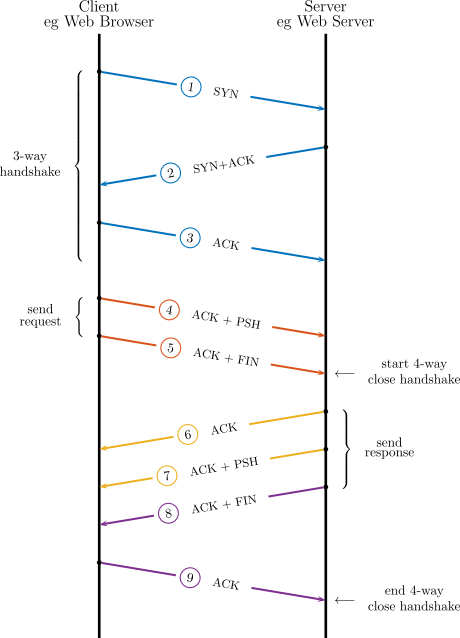 Client
eg Web Browser
Server
eg Web Server
1 SYN
2 SYN+ACK
3-way
handshake
3 ACK
4 ACK + PSH
send
request
5 ACK + FIN
start 4-way
close handshake
6 ACK
send
response
7 ACK + PSH
8 ACK + FIN
9 ACK
end 4-way
close handshake